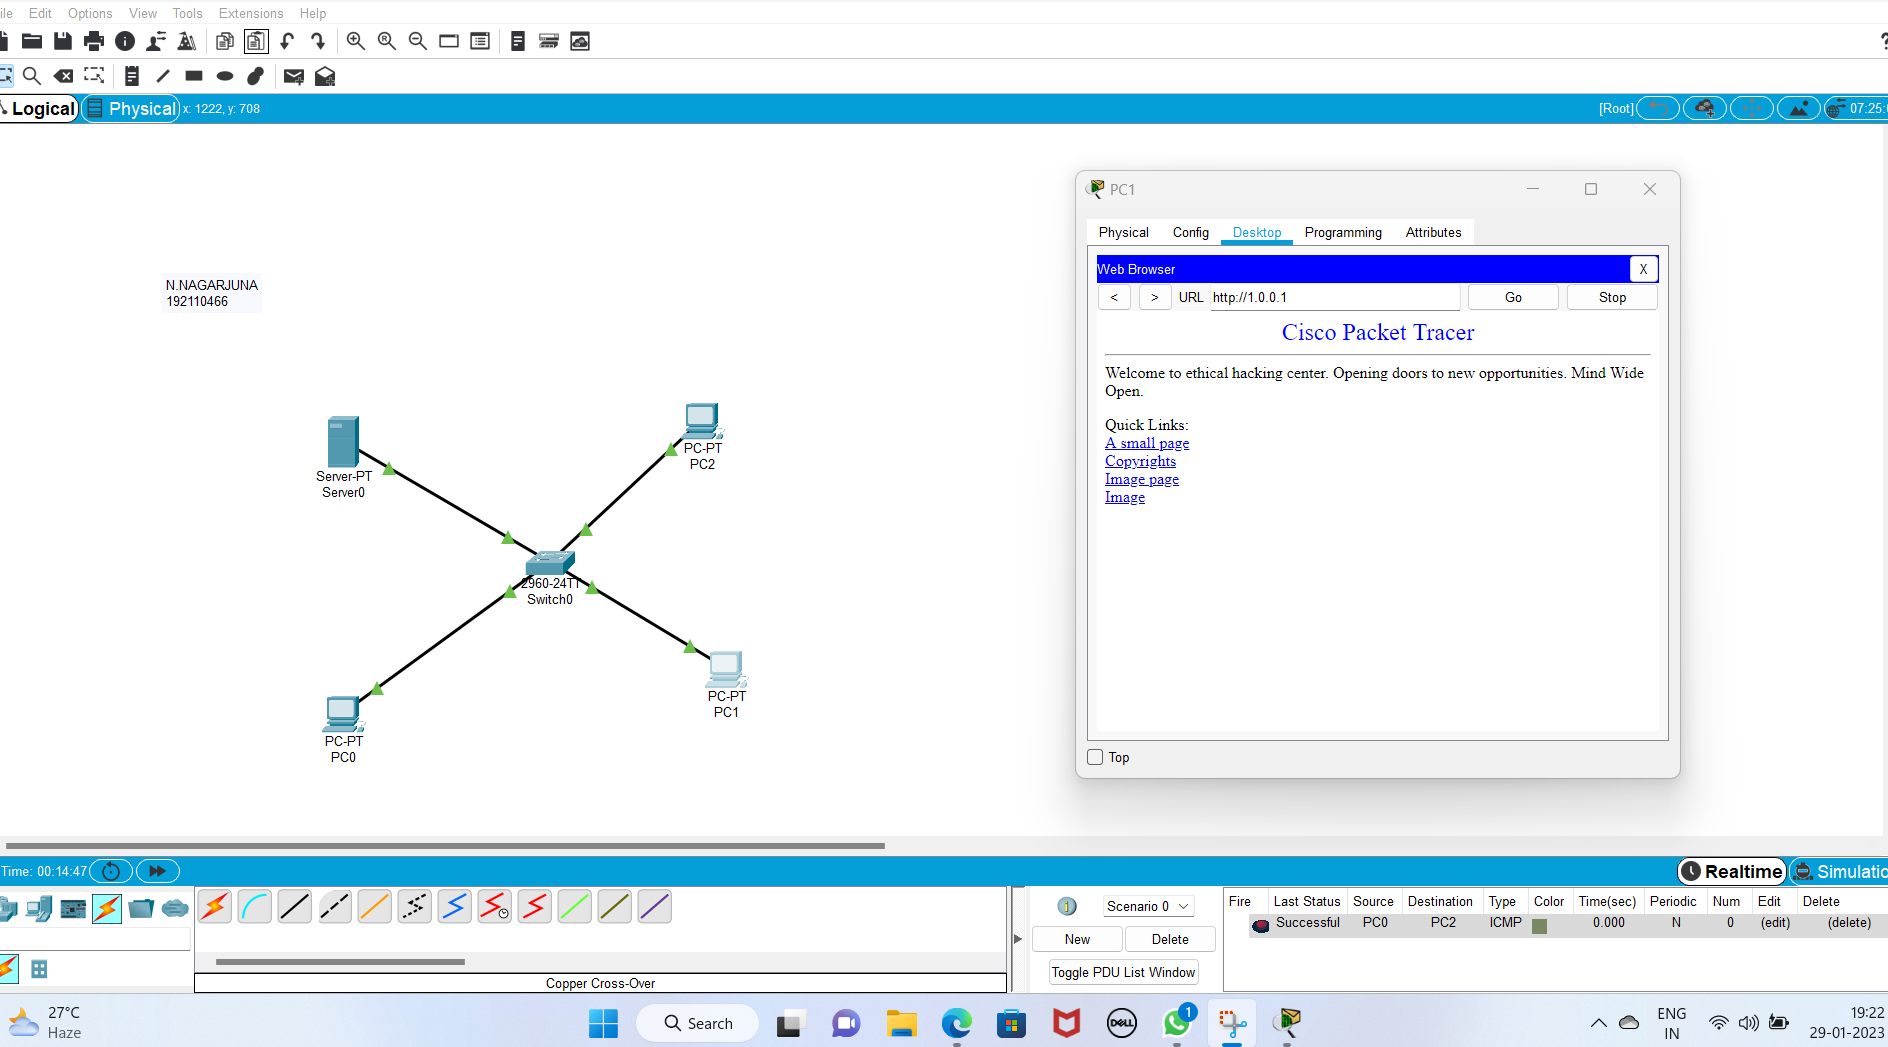 ile Edit Options View Tools Extensions Help
Logical Physical x: 1222, y: 708 [Root] 07:25:
N.NAGARJUNA
192110466
Server-PT
Server0
PC-PT
PC2
2960-24TT
Switch0
PC-PT
PC1
PC-PT
PC0
PC1
Physical Config Desktop Programming Attributes
Web Browser X
< > URL http://1.0.0.1 Go Stop
Cisco Packet Tracer
Welcome to ethical hacking center. Opening doors to new opportunities. Mind Wide
Open.
Quick Links:
A small page
Copyrights
Image page
Image
Top
Time: 00:14:47 Realtime Simulatio
Scenario 0
New Delete
Toggle PDU List Window
Fire Last Status Source Destination Type Color Time(sec) Periodic Num Edit Delete
Successful PC0 PC2 ICMP 0.000 N 0 (edit) (delete)
Copper Cross-Over
27°C
Haze
Search
DELL
1
ENG
IN
19:22
29-01-2023